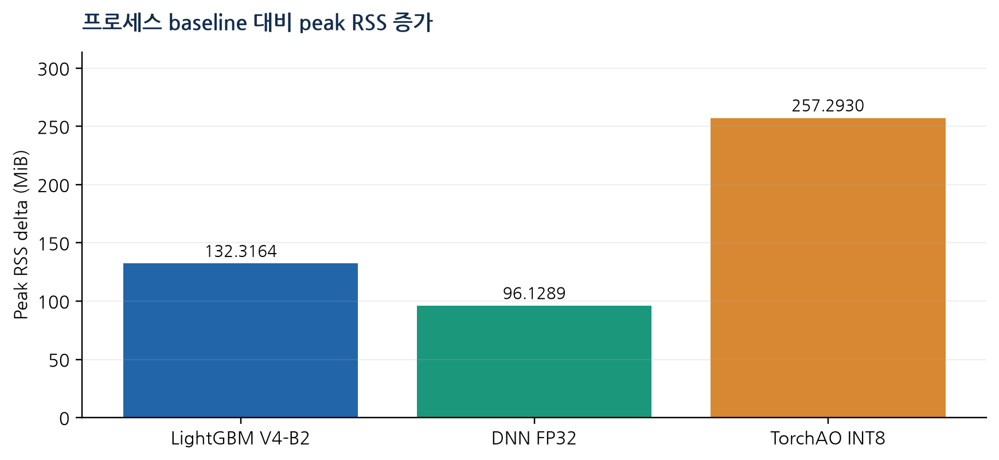 프로세스 baseline 대비 peak RSS 증가
Peak RSS delta (MiB)
300
250
200
150
100
50
0
132.3164
96.1289
257.2930
LightGBM V4-B2
DNN FP32
TorchAO INT8